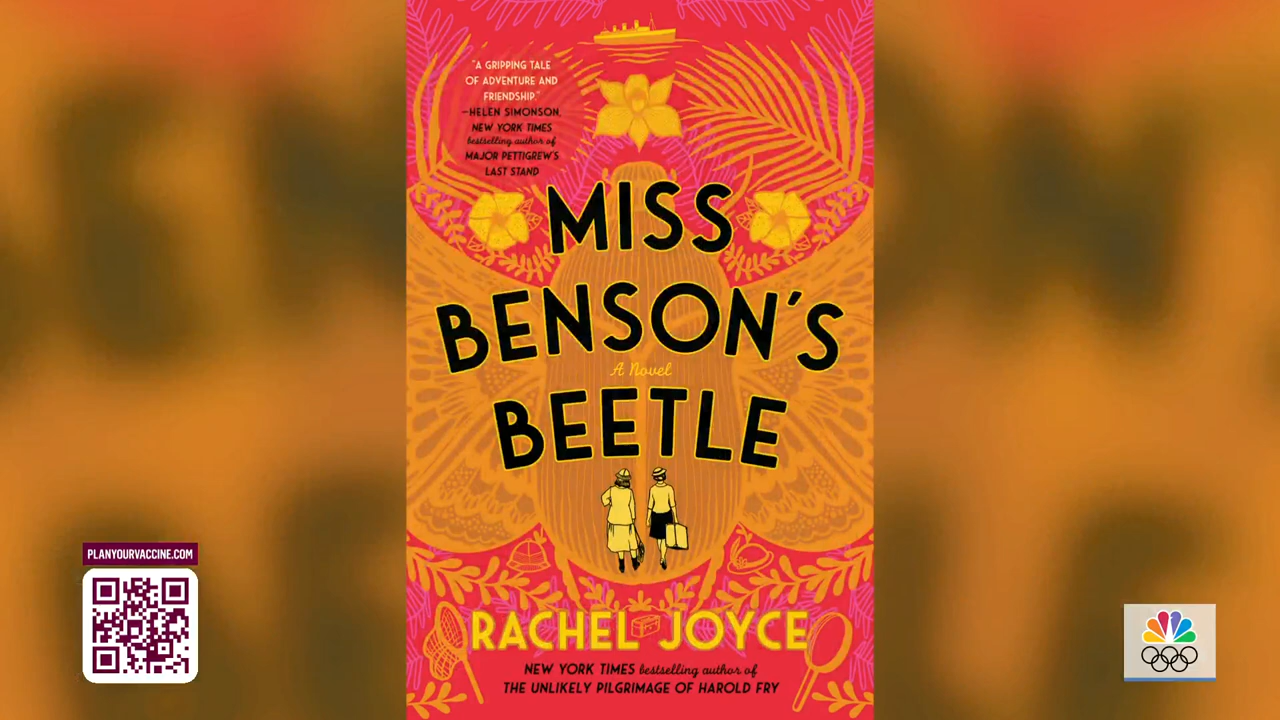 "A GRIPPING TALE
OF ADVENTURE AND
FRIENDSHIP."
—HELEN SIMONSON,
NEW YORK TIMES
bestselling author of
MAJOR PETTIGREW'S
LAST STAND
MISS
BENSON'S
A Novel
BEETLE
RACHEL JOYCE
NEW YORK TIMES bestselling author of
THE UNLIKELY PILGRIMAGE OF HAROLD FRY
PLANYOURVACCINE.COM